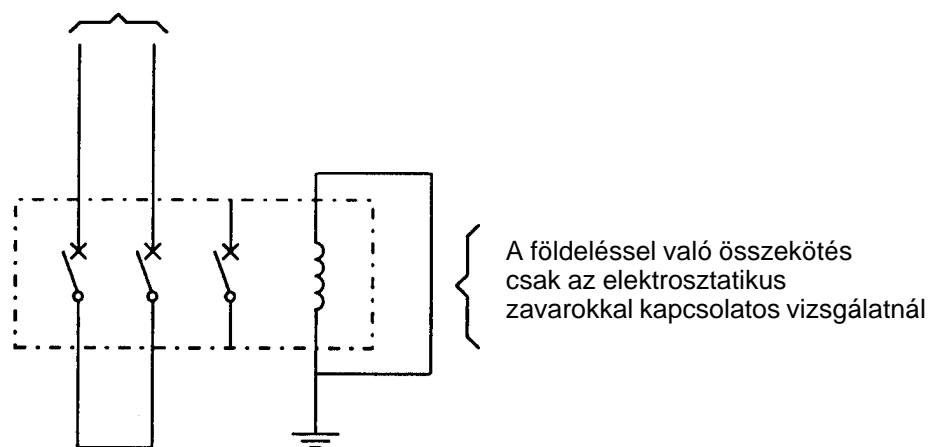 A földeléssel való összekötés
csak az elektrosztatikus
zavarokkal kapcsolatos vizsgálatnál